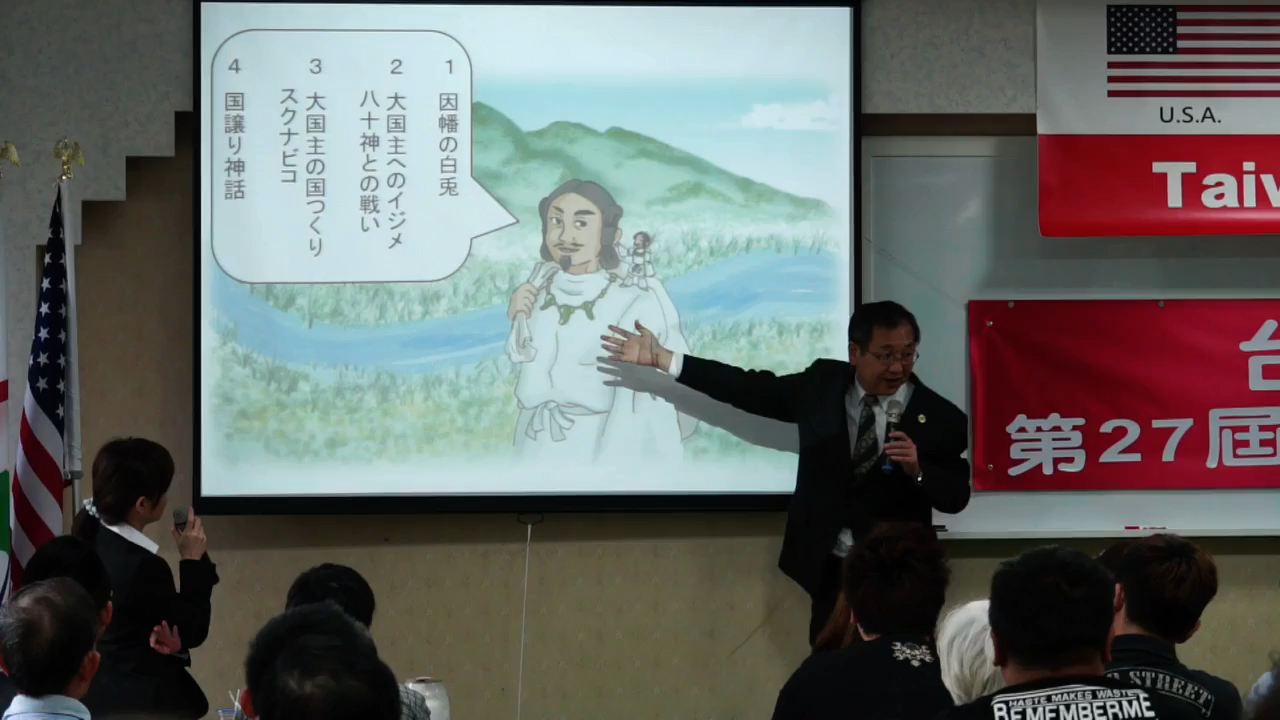 1 因幡の白兎
2 大国主へのイジメ
八十神との戦い
3 大国主の国つくり
スクナビコ
4 国譲り神話
U.S.A.
Taiw
台
第27屆
HASTE MAKES WASTE
REMEMBERME
STREET